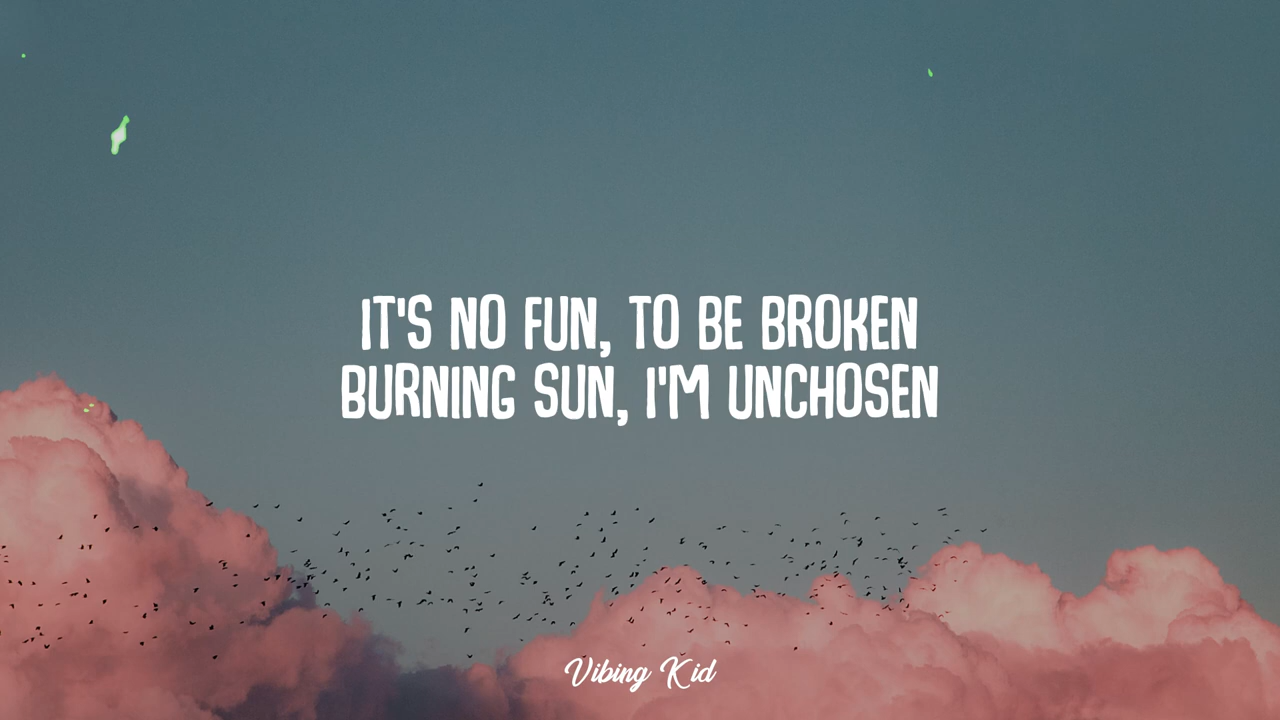 IT'S NO FUN, TO BE BROKEN
BURNING SUN, I'M UNCHOSEN
Vibing Kid